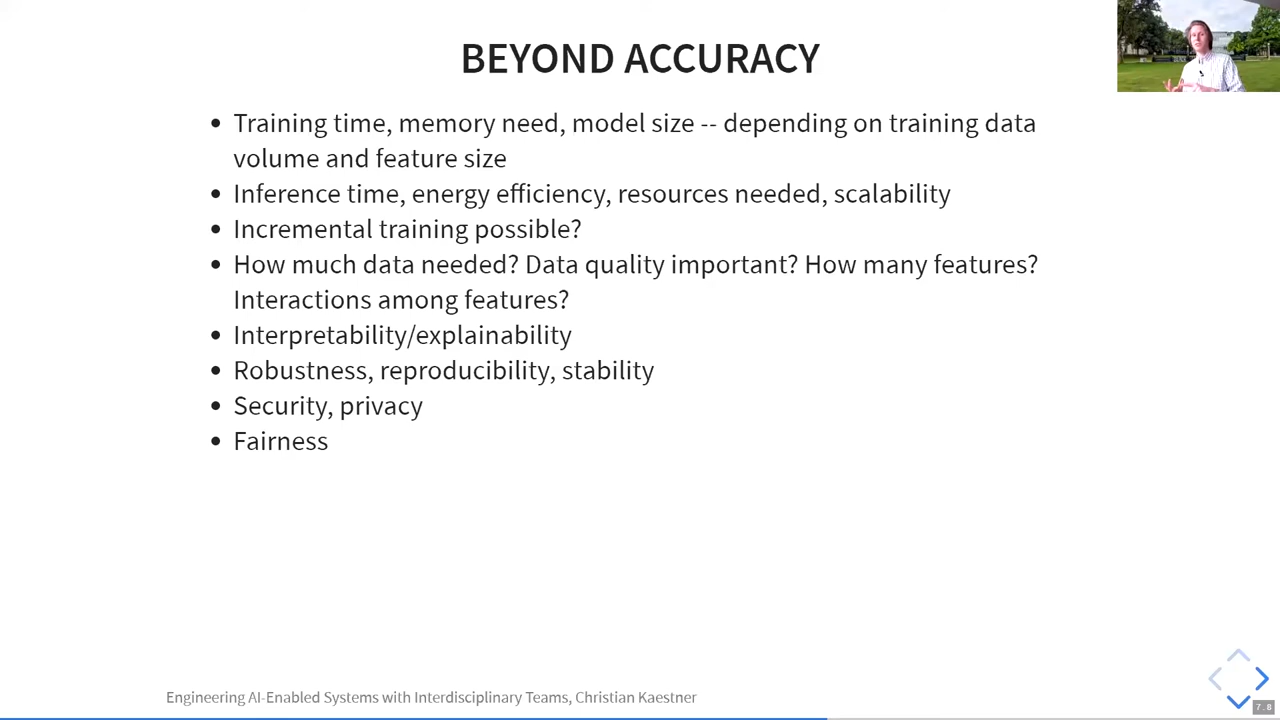 BEYOND ACCURACY
Training time, memory need, model size -- depending on training data
volume and feature size
Inference time, energy efficiency, resources needed, scalability
Incremental training possible?
How much data needed? Data quality important? How many features?
Interactions among features?
Interpretability/explainability
Robustness, reproducibility, stability
Security, privacy
Fairness
Engineering AI-Enabled Systems with Interdisciplinary Teams, Christian Kaestner
7.8